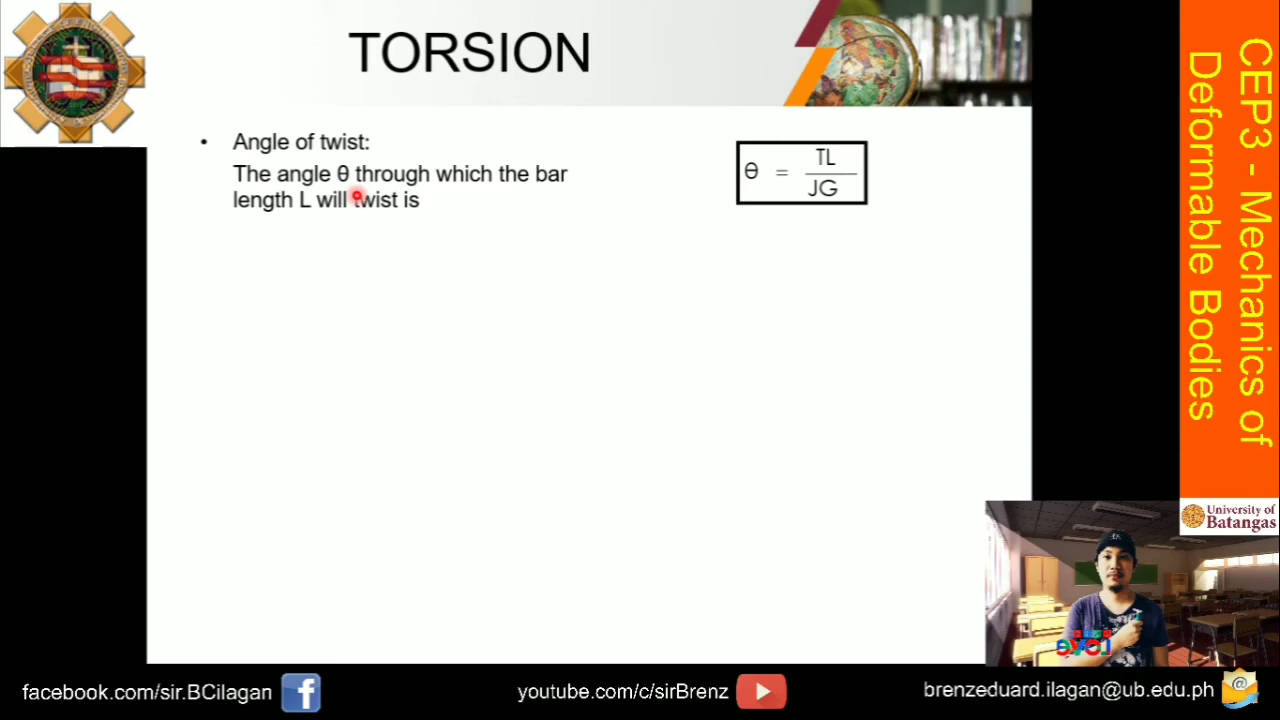 TORSION
• Angle of twist:
The angle θ through which the bar
length L will twist is
θ = TL
JG
CEP3 - Mechanics of
Deformable Bodies
University of
Batangas
LOVE
facebook.com/sir.BCilagan
youtube.com/c/sirBrenz
brenzeduard.ilagan@ub.edu.ph